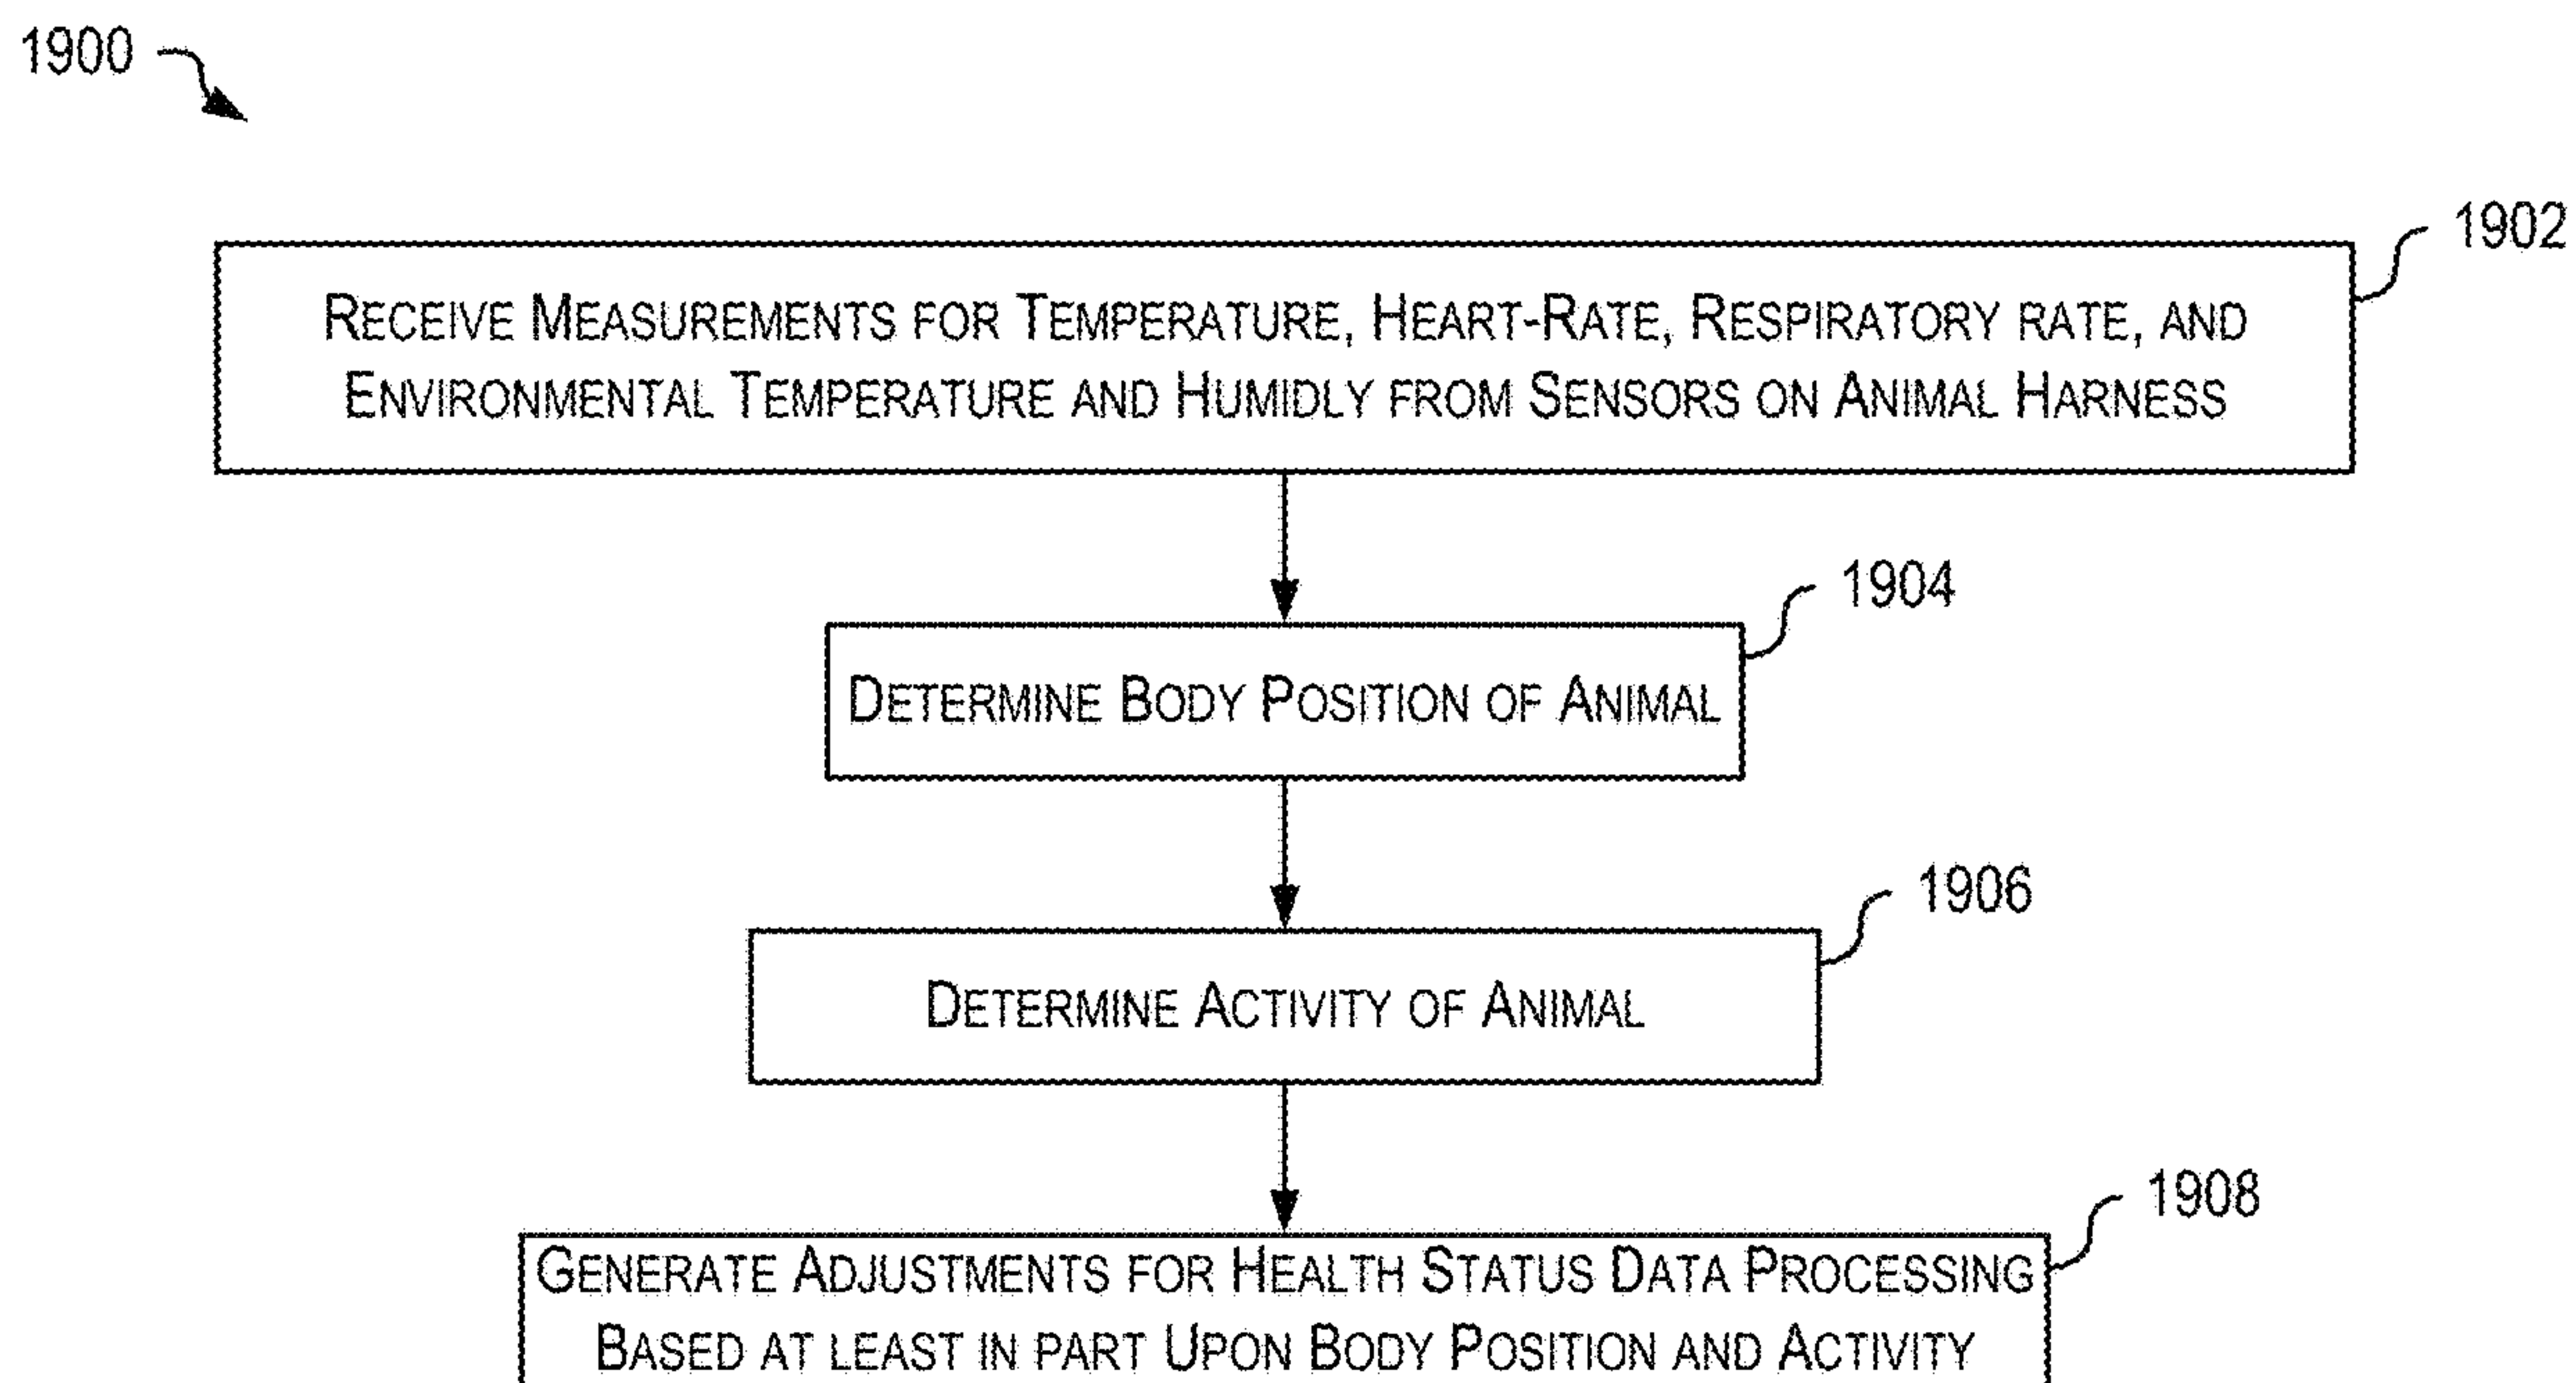 1900
1902
RECEIVE MEASUREMENTS FOR TEMPERATURE, HEART-RATE, RESPIRATORY RATE, AND
ENVIRONMENTAL TEMPERATURE AND HUMIDLY FROM SENSORS ON ANIMAL HARNESS
1904
DETERMINE BODY POSITION OF ANIMAL
1906
DETERMINE ACTIVITY OF ANIMAL
1908
GENERATE ADJUSTMENTS FOR HEALTH STATUS DATA PROCESSING
BASED AT LEAST IN PART UPON BODY POSITION AND ACTIVITY